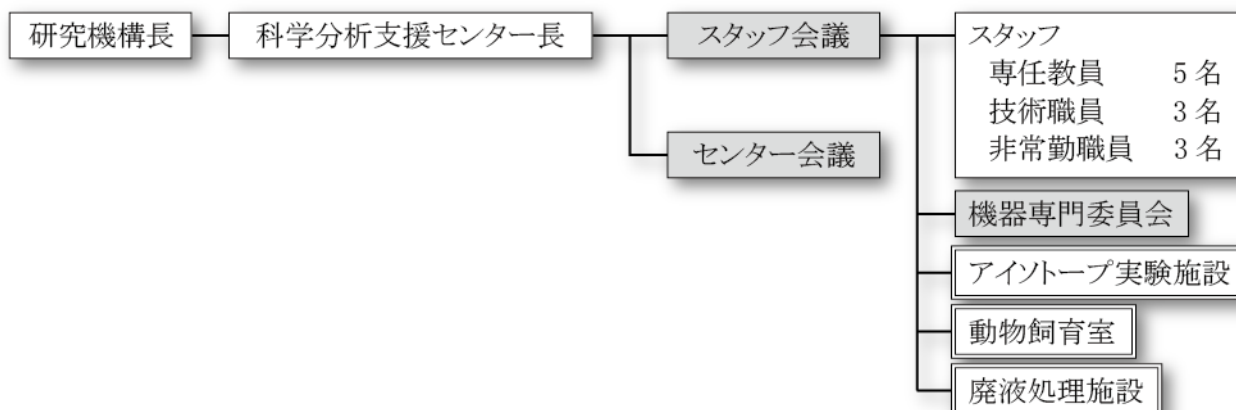 研究機構長
科学分析支援センター長
スタッフ会議
センター会議
スタッフ
専任教員 5 名
技術職員 3 名
非常勤職員 3 名
機器専門委員会
アイソトープ実験施設
動物飼育室
廃液処理施設